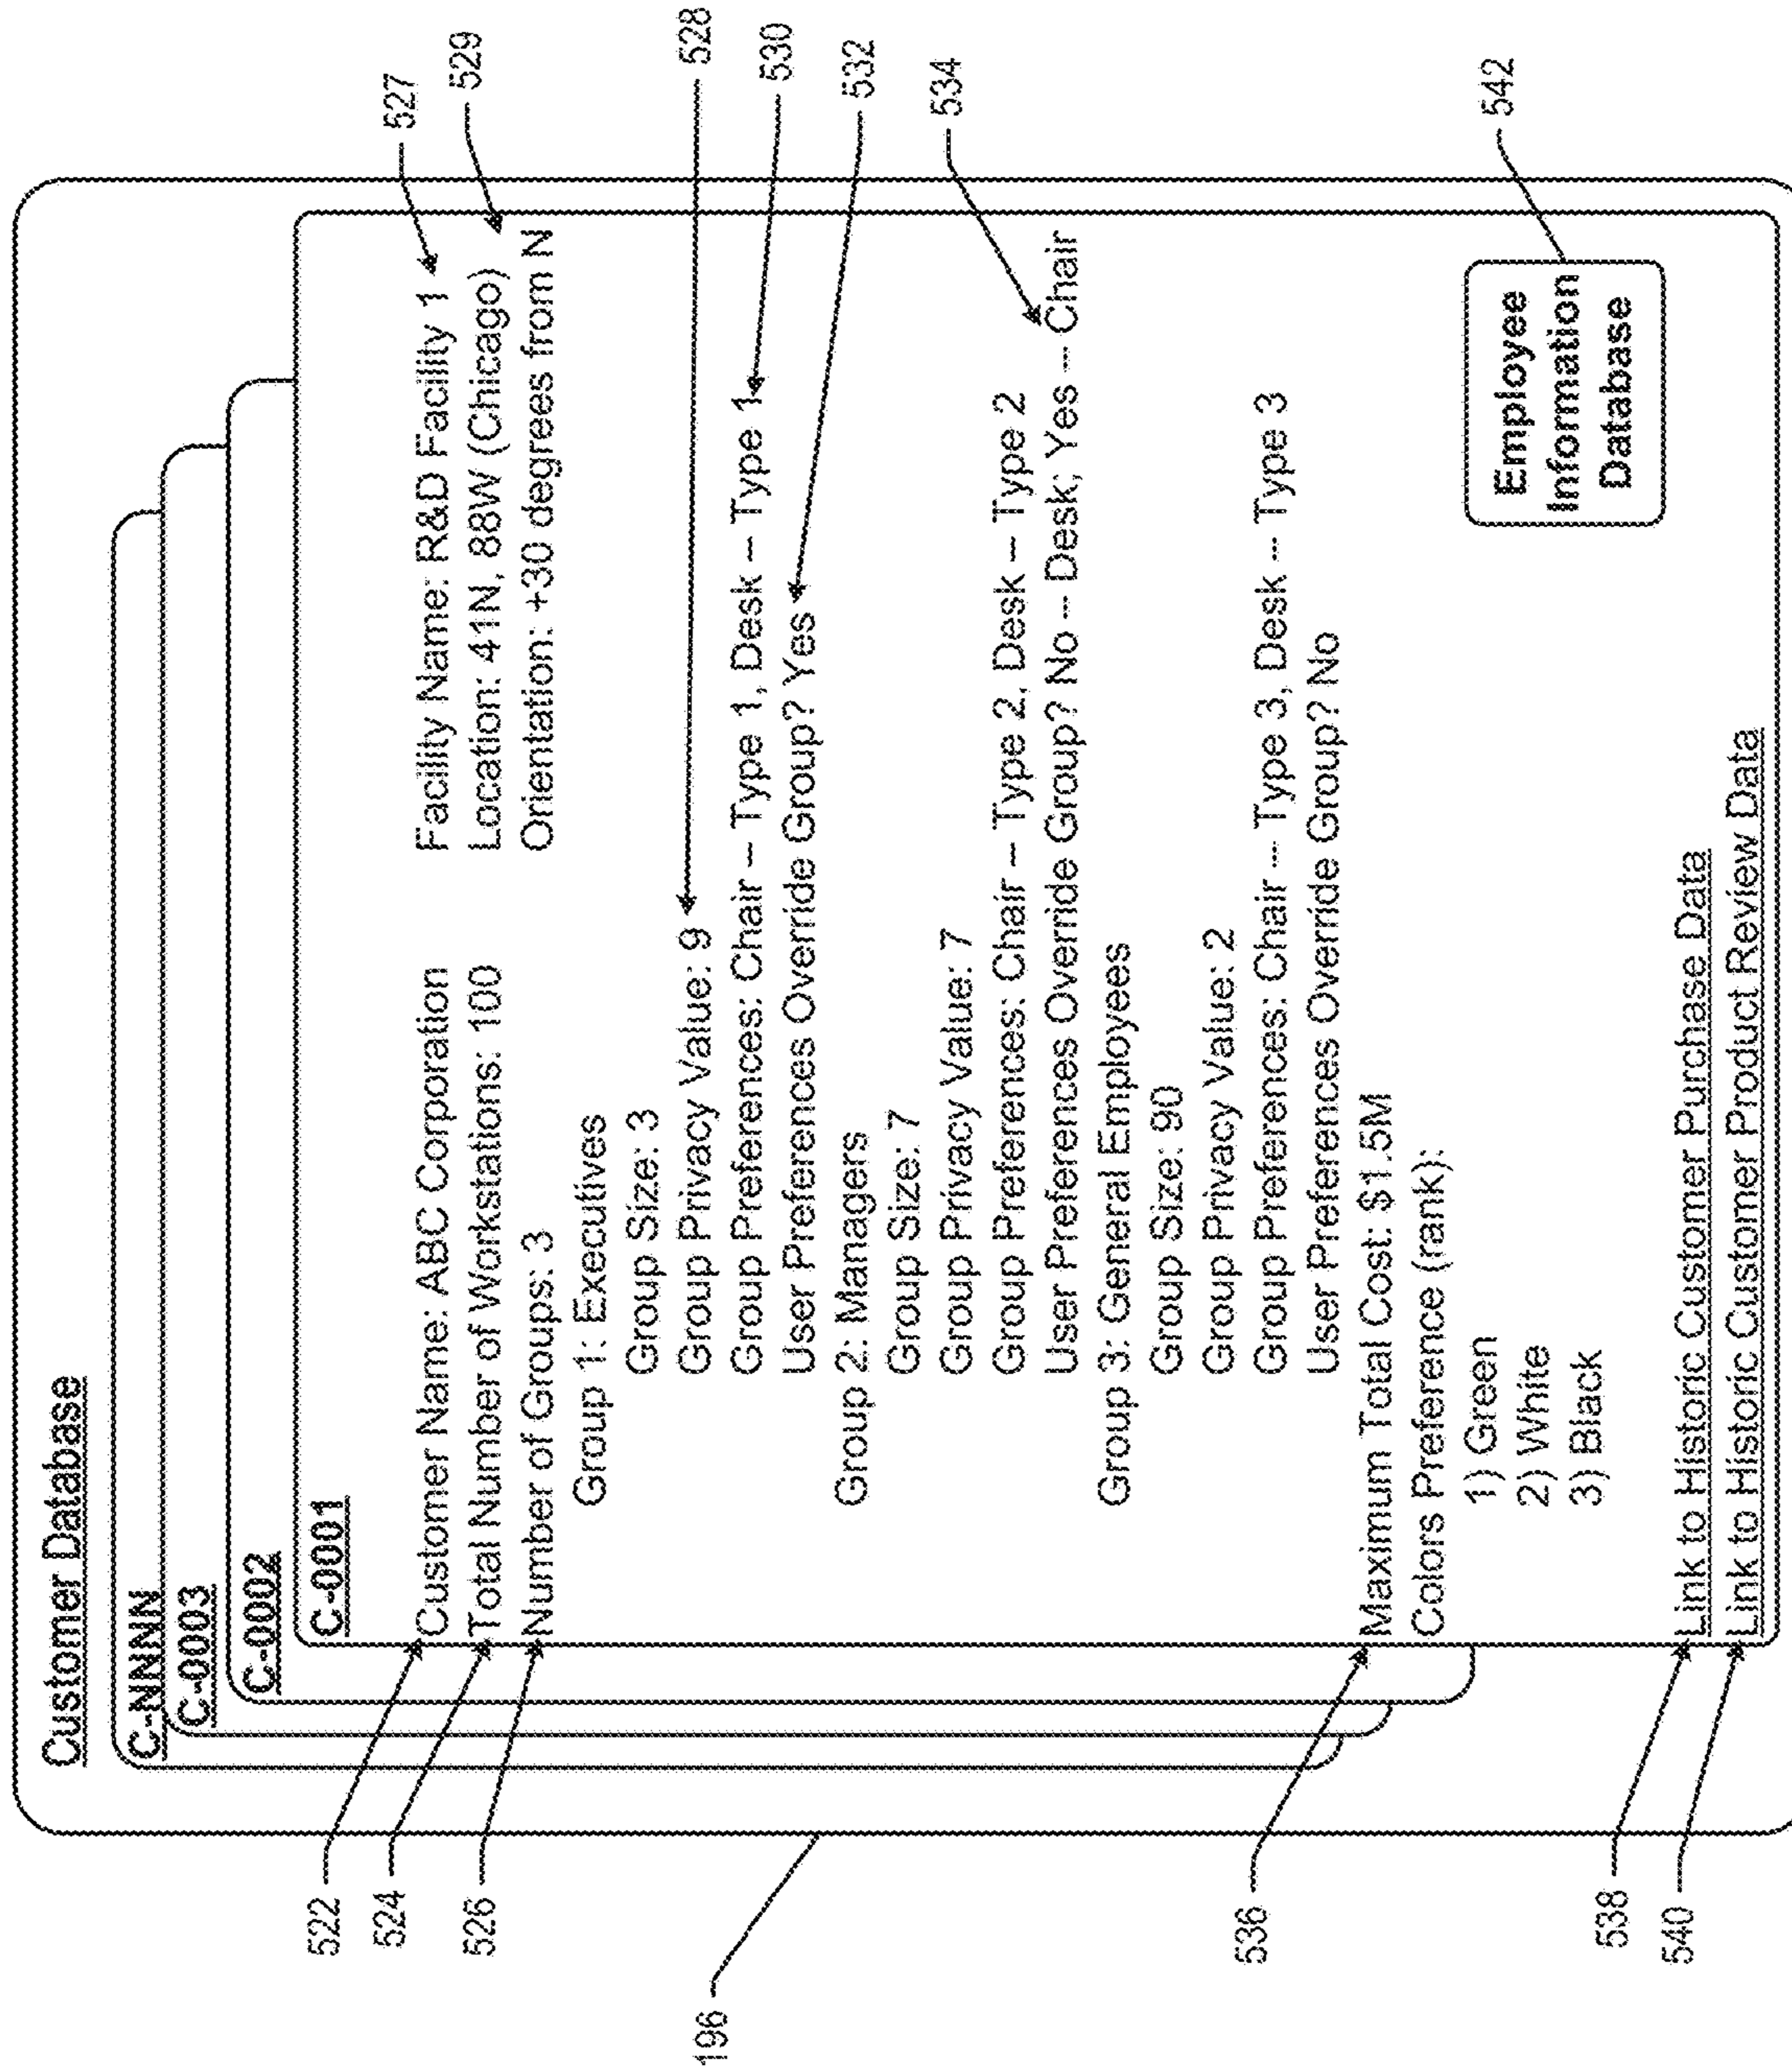 Customer Database
C-NNNN
C-0003
C-0002
C-0001
Customer Name: ABC Corporation
Total Number of Workstations: 100
Number of Groups: 3
Facility Name: R&D Facility 1
Location: 41N, 88W (Chicago)
Orientation: +30 degrees from N
Group 1: Executives
Group Size: 3
Group Privacy Value: 9
Group Preferences: Chair – Type 1, Desk – Type 1
User Preferences Override Group? Yes
Group 2: Managers
Group Size: 7
Group Privacy Value: 7
Group Preferences: Chair – Type 2, Desk – Type 2
User Preferences Override Group? No – Desk; Yes – Chair
Group 3: General Employees
Group Size: 90
Group Privacy Value: 2
Group Preferences: Chair – Type 3, Desk – Type 3
User Preferences Override Group? No
Maximum Total Cost: $1.5M
Colors Preference (rank):
1) Green
2) White
3) Black
Link to Historic Customer Purchase Data
Link to Historic Customer Product Review Data
Employee
Information
Database
522
524
526
196
536
538
540
527
529
528
530
532
534
542